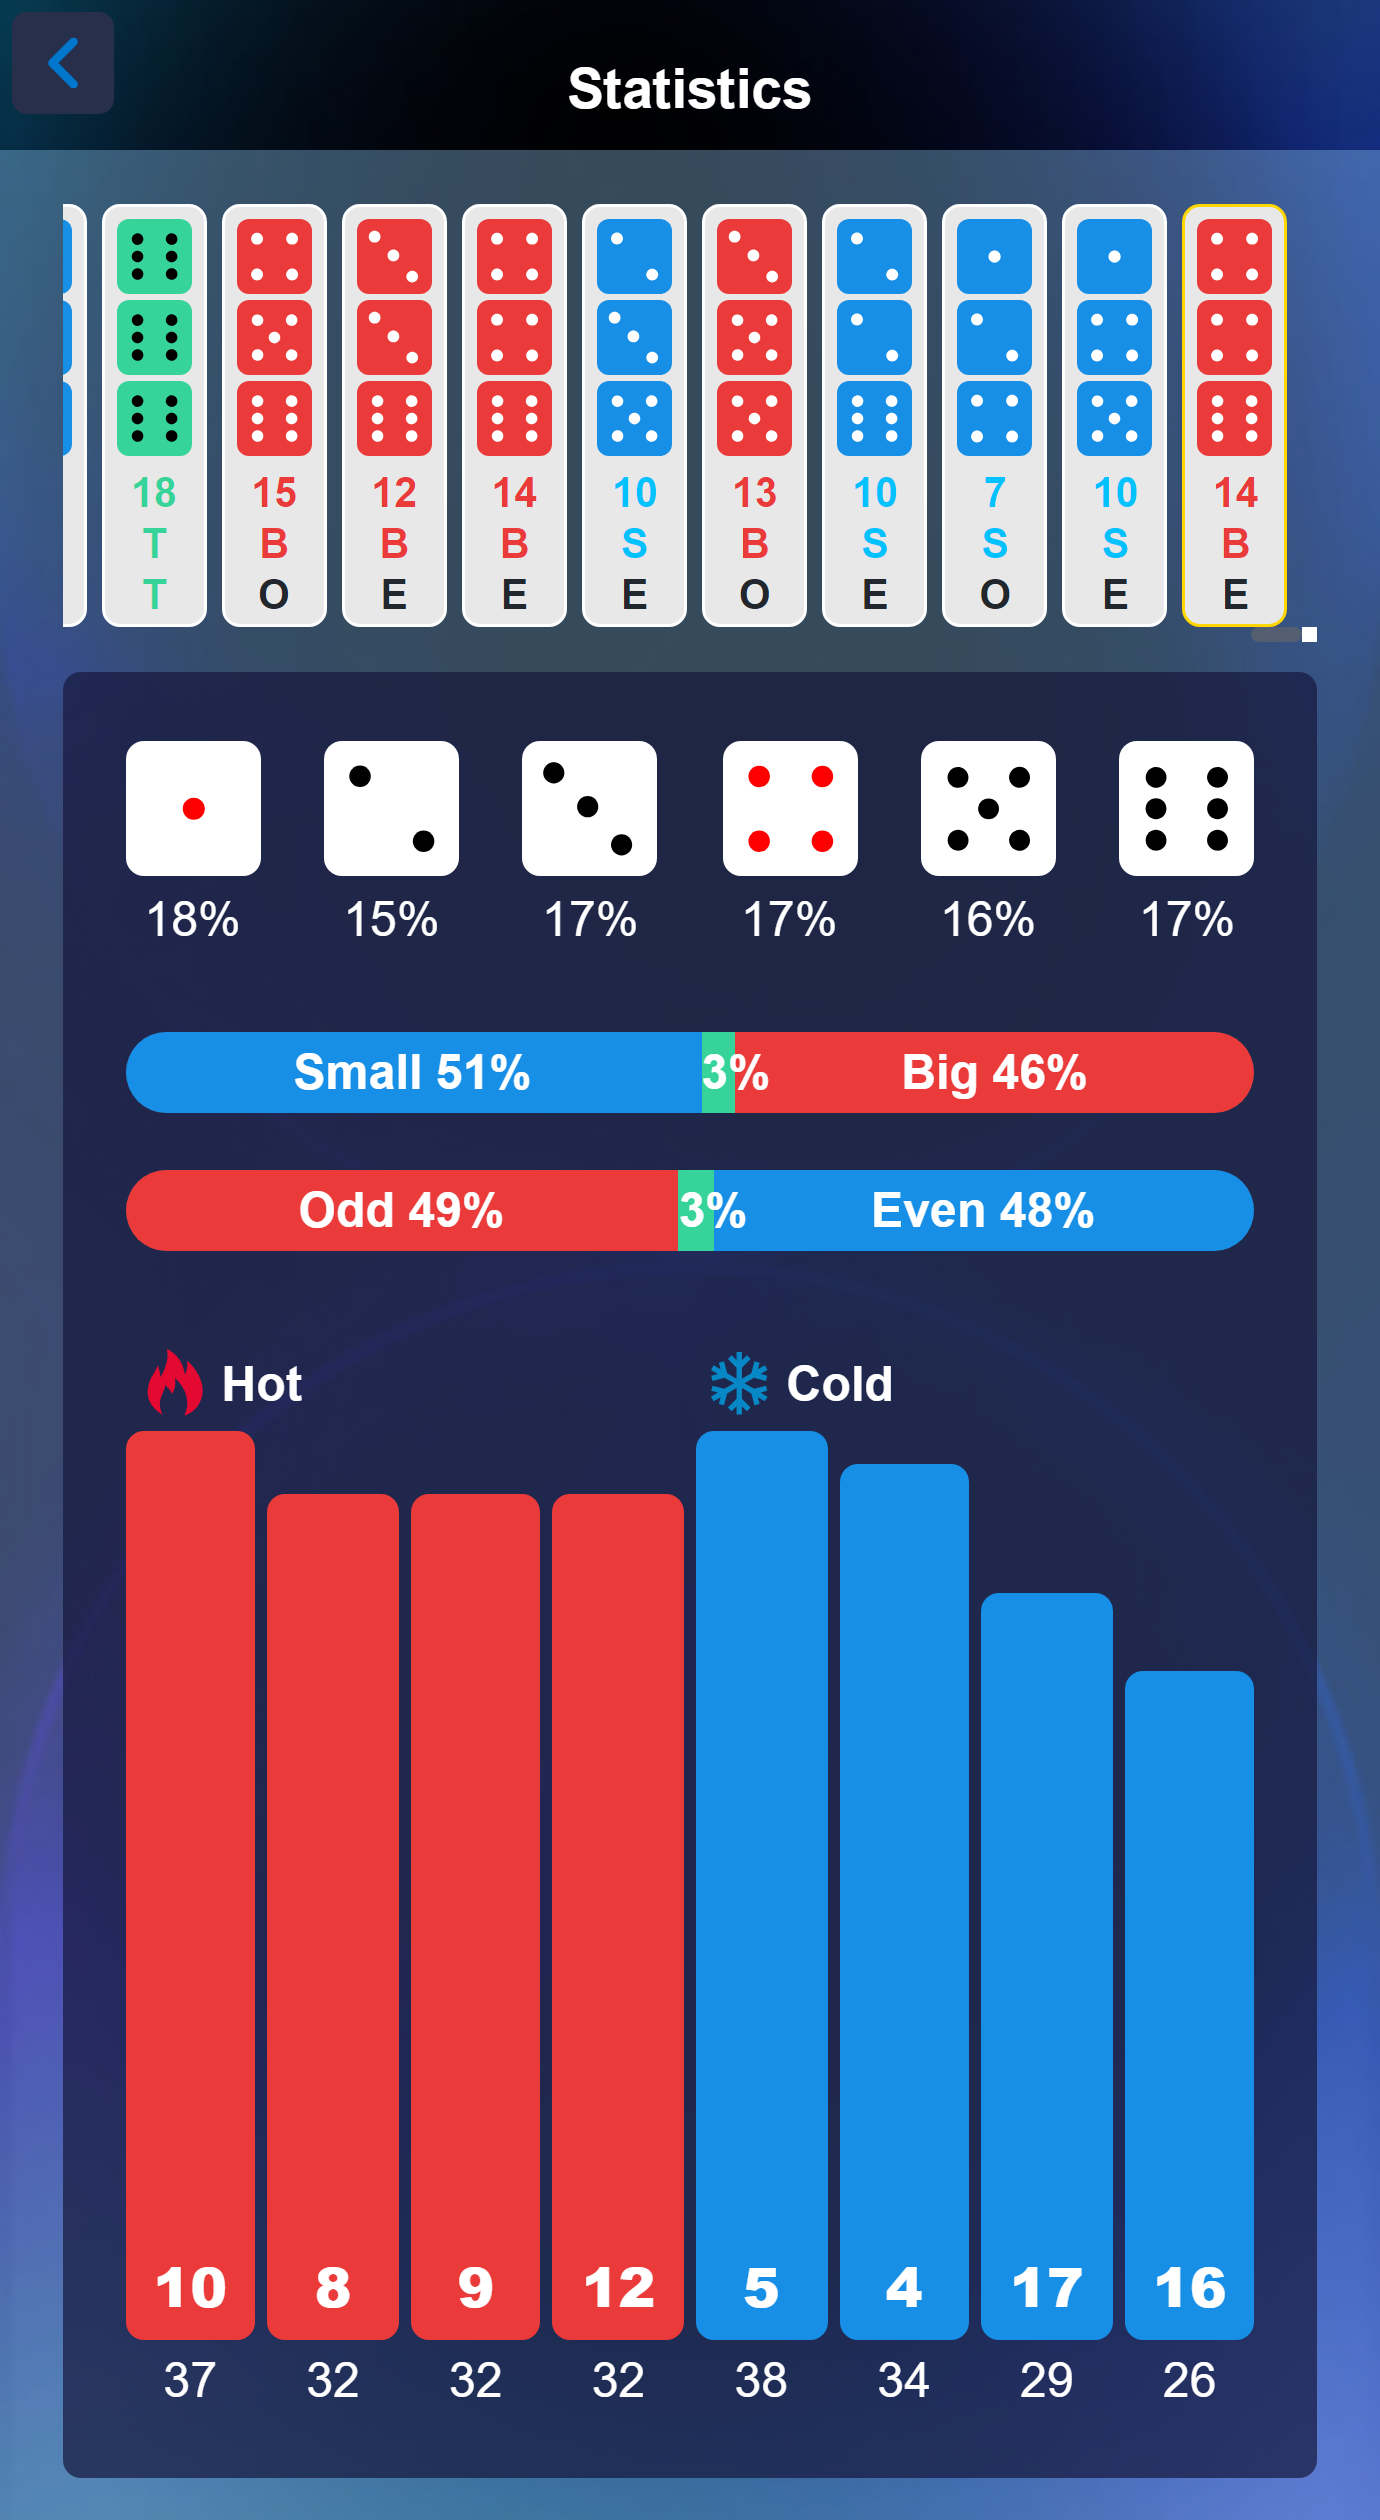 Statistics
18 15 12 14 10 13 10 7 10 14
T B B B S B S S S B
T O E E E O E O E E
18% 15% 17% 17% 16% 17%
Small 51% 3% Big 46%
Odd 49% 3% Even 48%
Hot Cold
10 8 9 12 5 4 17 16
37 32 32 32 38 34 29 26